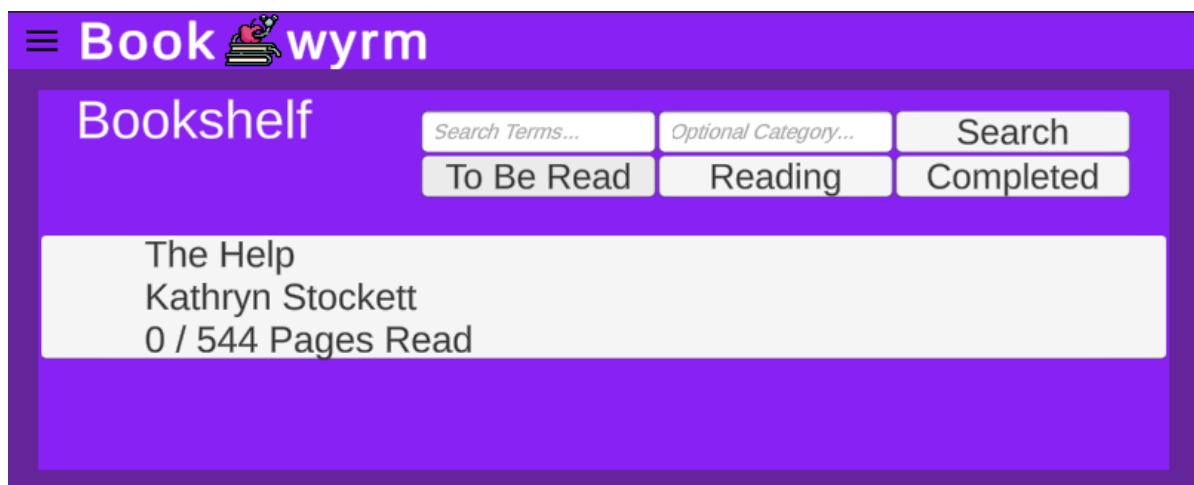 Book wyrm
Bookshelf
Search Terms... Optional Category... Search
To Be Read Reading Completed
The Help
Kathryn Stockett
0 / 544 Pages Read